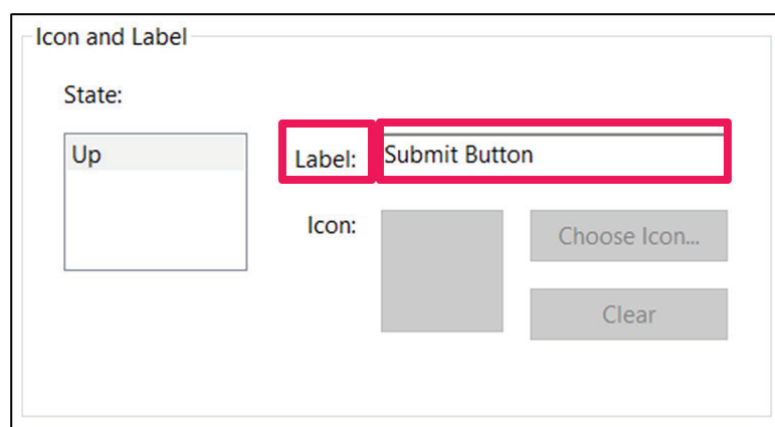 Icon and Label
State:
Up
Label: Submit Button
Icon:
Choose Icon...
Clear